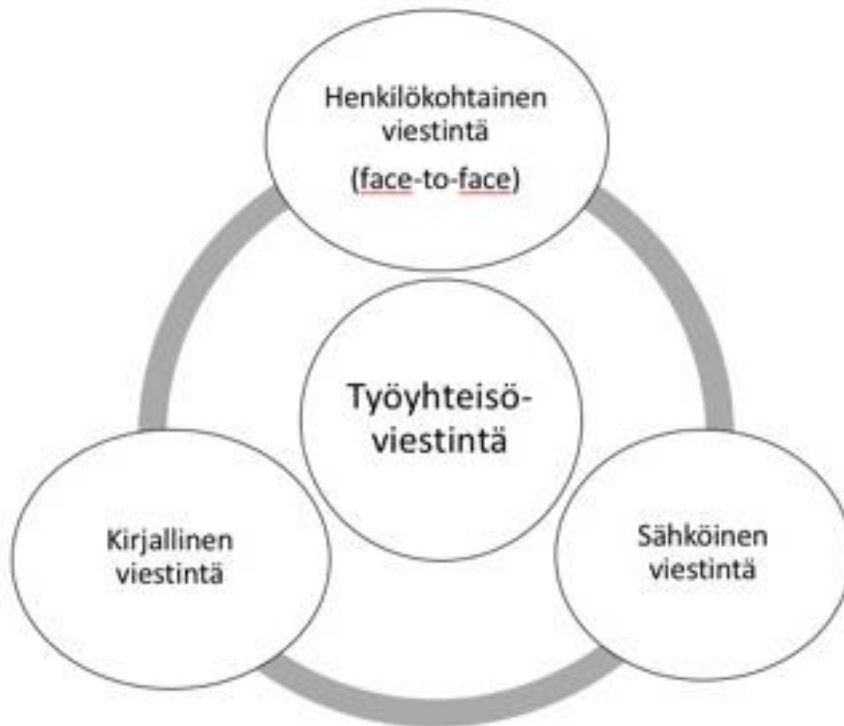 Henkilökohtainen
viestintä
(face-to-face)
Työyhteisö-
viestintä
Kirjallinen
viestintä
Sähköinen
viestintä